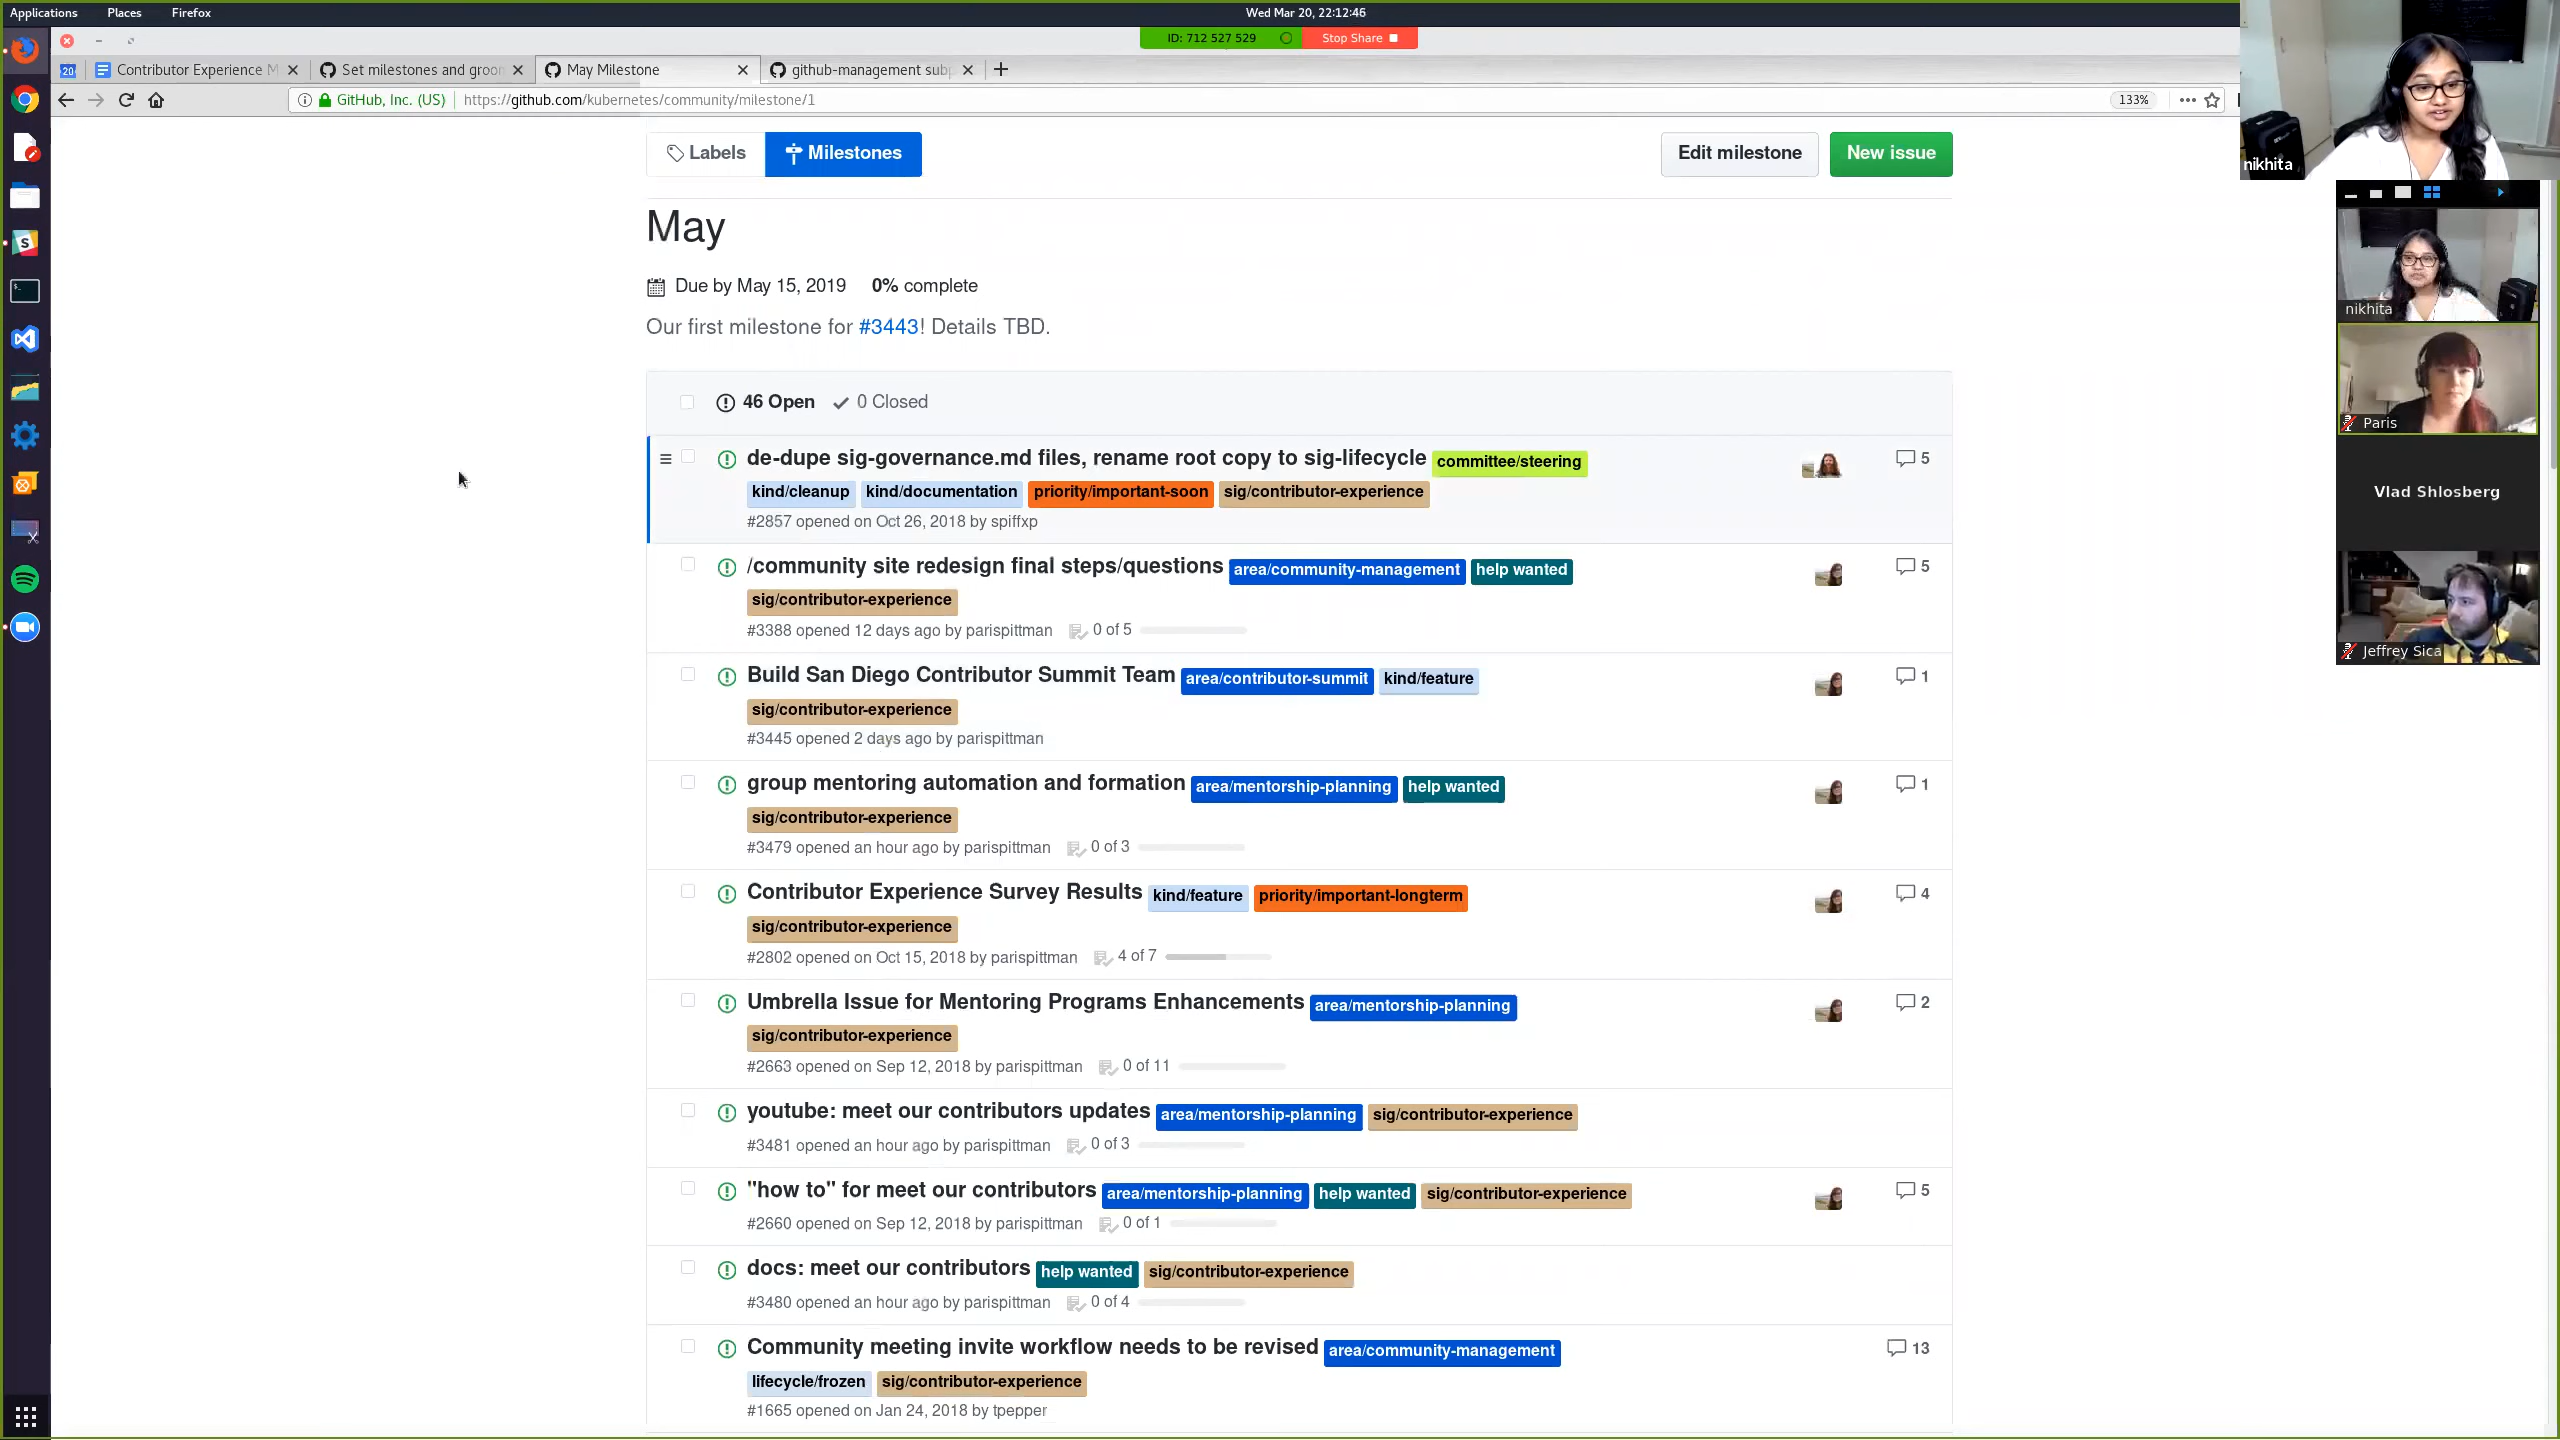 Applications Places Firefox Wed Mar 20, 22:12:46
ID: 712 527 529 Stop Share
Contributor Experience M Set milestones and groon May Milestone github-management subp
GitHub, Inc. (US) https://github.com/kubernetes/community/milestone/1 133%
Labels Milestones Edit milestone New issue
May
Due by May 15, 2019 0% complete
Our first milestone for #3443! Details TBD.
46 Open 0 Closed
de-dupe sig-governance.md files, rename root copy to sig-lifecycle committee/steering 5
kind/cleanup kind/documentation priority/important-soon sig/contributor-experience
#2857 opened on Oct 26, 2018 by spiffxp
/community site redesign final steps/questions area/community-management help wanted 5
sig/contributor-experience
#3388 opened 12 days ago by parispittman 0 of 5
Build San Diego Contributor Summit Team area/contributor-summit kind/feature 1
sig/contributor-experience
#3445 opened 2 days ago by parispittman
group mentoring automation and formation area/mentorship-planning help wanted 1
sig/contributor-experience
#3479 opened an hour ago by parispittman 0 of 3
Contributor Experience Survey Results kind/feature priority/important-longterm 4
sig/contributor-experience
#2802 opened on Oct 15, 2018 by parispittman 4 of 7
Umbrella Issue for Mentoring Programs Enhancements area/mentorship-planning 2
sig/contributor-experience
#2663 opened on Sep 12, 2018 by parispittman 0 of 11
youtube: meet our contributors updates area/mentorship-planning sig/contributor-experience
#3481 opened an hour ago by parispittman 0 of 3
"how to" for meet our contributors area/mentorship-planning help wanted sig/contributor-experience 5
#2660 opened on Sep 12, 2018 by parispittman 0 of 1
docs: meet our contributors help wanted sig/contributor-experience
#3480 opened an hour ago by parispittman 0 of 4
Community meeting invite workflow needs to be revised area/community-management 13
lifecycle/frozen sig/contributor-experience
#1665 opened on Jan 24, 2018 by tpepper
nikhita
nikhita
Paris
Vlad Shlosberg
Jeffrey Sica